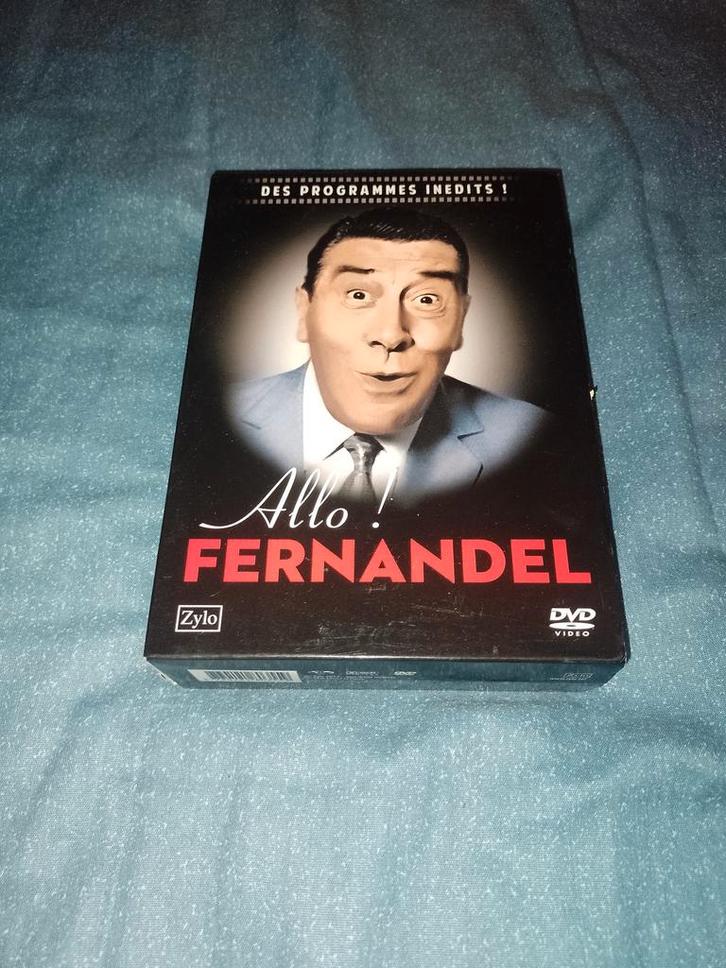 DES PROGRAMMES INEDITS !
Allo !
FERNANDEL
Zylo
DVD
VIDEO